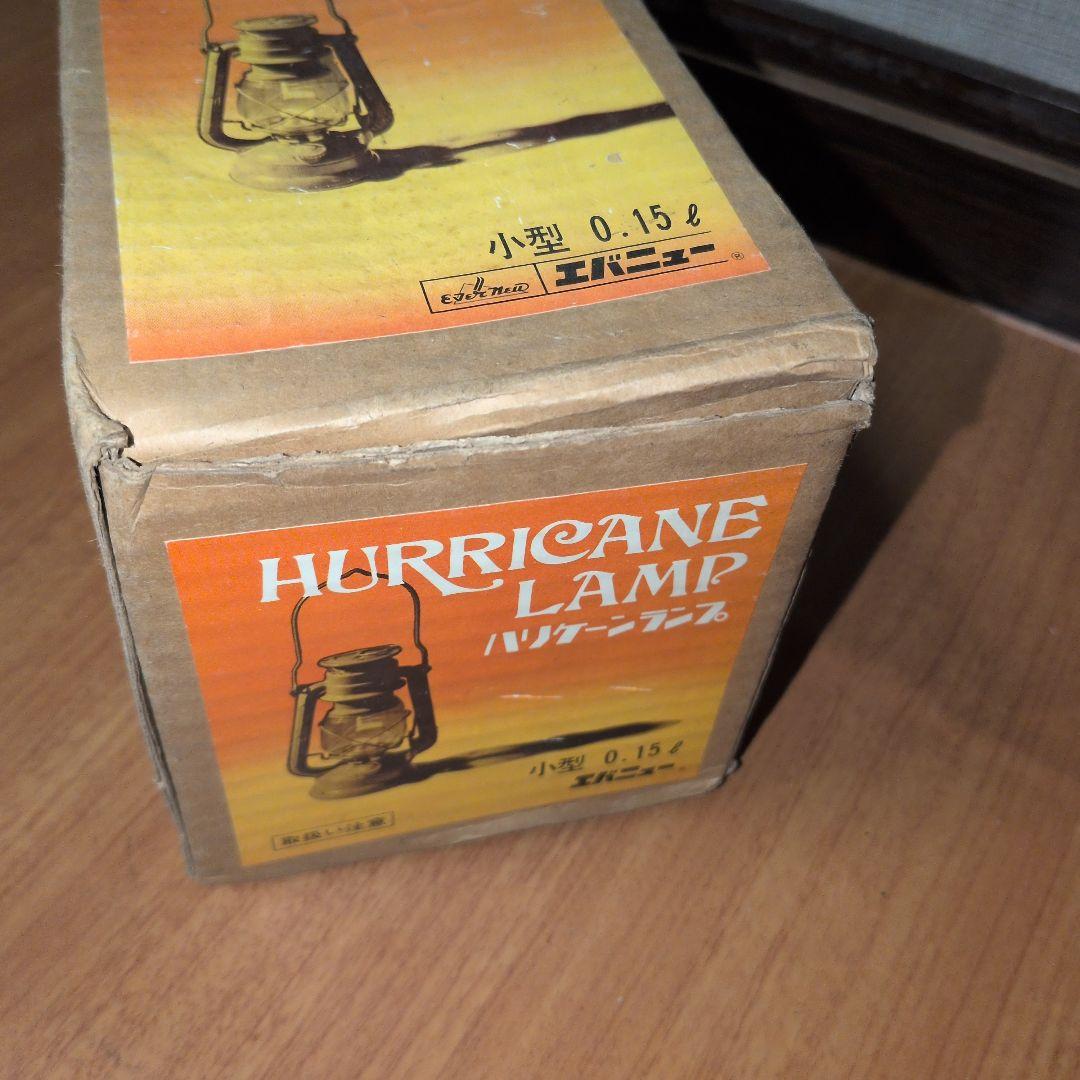 小型 0.15ℓ
EVERNEW エバニュー®
HURRICANE
LAMP
ハリケーンランプ
小型 0.15ℓ
エバニュー
取扱い注意